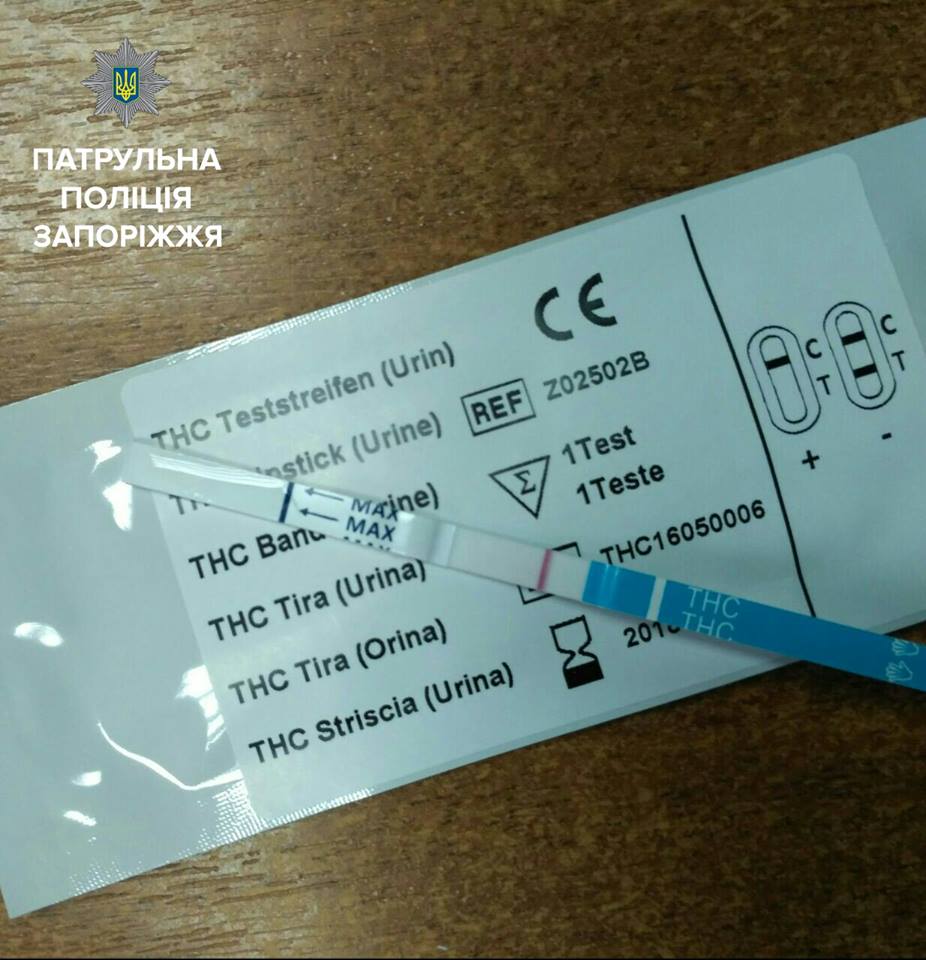 ПАТРУЛЬНА
ПОЛІЦІЯ
ЗАПОРІЖЖЯ
CE
THC Teststreifen (Urin)
REF Z02502B
(Urine)
Σ 1Test
1Teste
THC
THC Tira (Urina)
THC16050006
THC Tira (Orina)
THC Striscia (Urina)
C
T
+
C
T
-
MAX
MAX
THC
THC